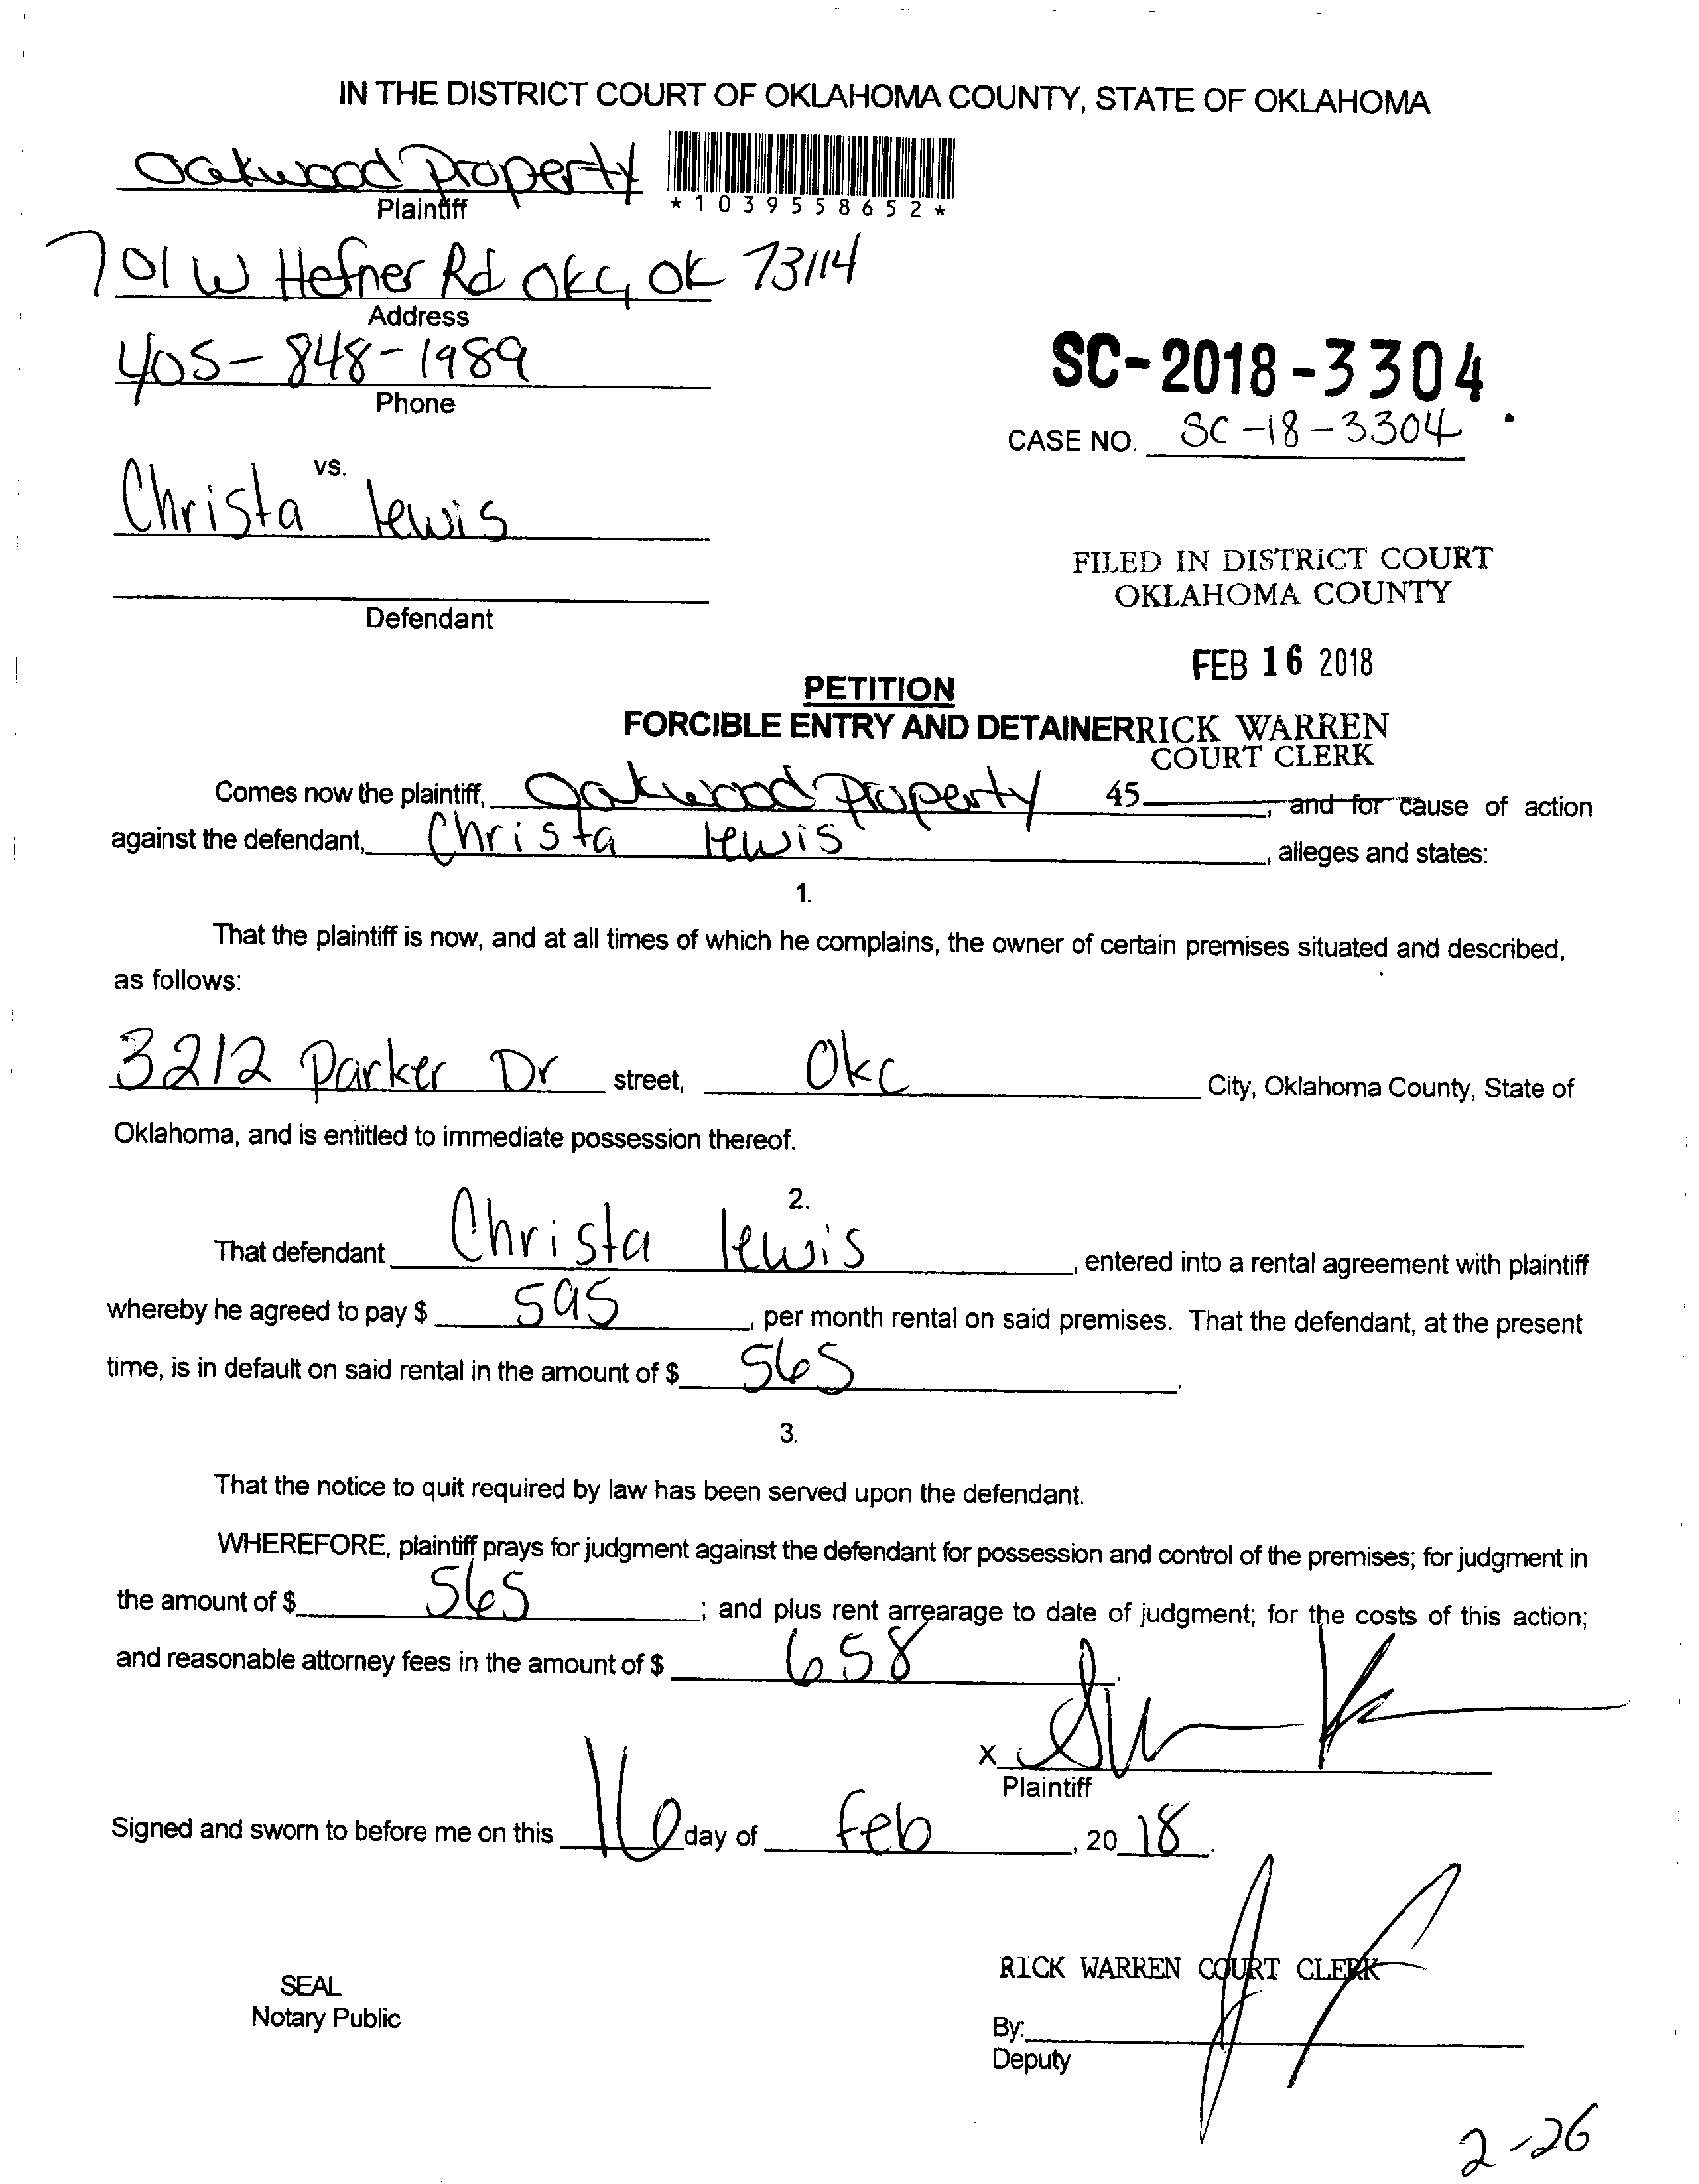 IN THE DISTRICT COURT OF OKLAHOMA COUNTY, STATE OF OKLAHOMA
Oakwood Property
Plaintiff
*1039558652*
701 W Hefner Rd OKC, OK 73114
Address
405-848-1989
Phone
SC-2018-3304
CASE NO. SC-18-3304
vs.
Christa Lewis
Defendant
FILED IN DISTRICT COURT
OKLAHOMA COUNTY
FEB 16 2018
PETITION
FORCIBLE ENTRY AND DETAINER
RICK WARREN
COURT CLERK
Comes now the plaintiff, Oakwood Property 45 , and for cause of action
against the defendant, Christa Lewis , alleges and states:
1.
That the plaintiff is now, and at all times of which he complains, the owner of certain premises situated and described,
as follows:
3212 Parker Dr street, Okc City, Oklahoma County, State of
Oklahoma, and is entitled to immediate possession thereof.
2.
That defendant Christa lewis , entered into a rental agreement with plaintiff
whereby he agreed to pay $ 595 , per month rental on said premises. That the defendant, at the present
time, is in default on said rental in the amount of $ 565 .
3.
That the notice to quit required by law has been served upon the defendant.
WHEREFORE, plaintiff prays for judgment against the defendant for possession and control of the premises; for judgment in
the amount of $ 565 ; and plus rent arrearage to date of judgment; for the costs of this action;
and reasonable attorney fees in the amount of $ 658 .
x
Plaintiff
Signed and sworn to before me on this 16 day of Feb , 20 18 .
RICK WARREN COURT CLERK
SEAL
Notary Public
By:
Deputy
2-26